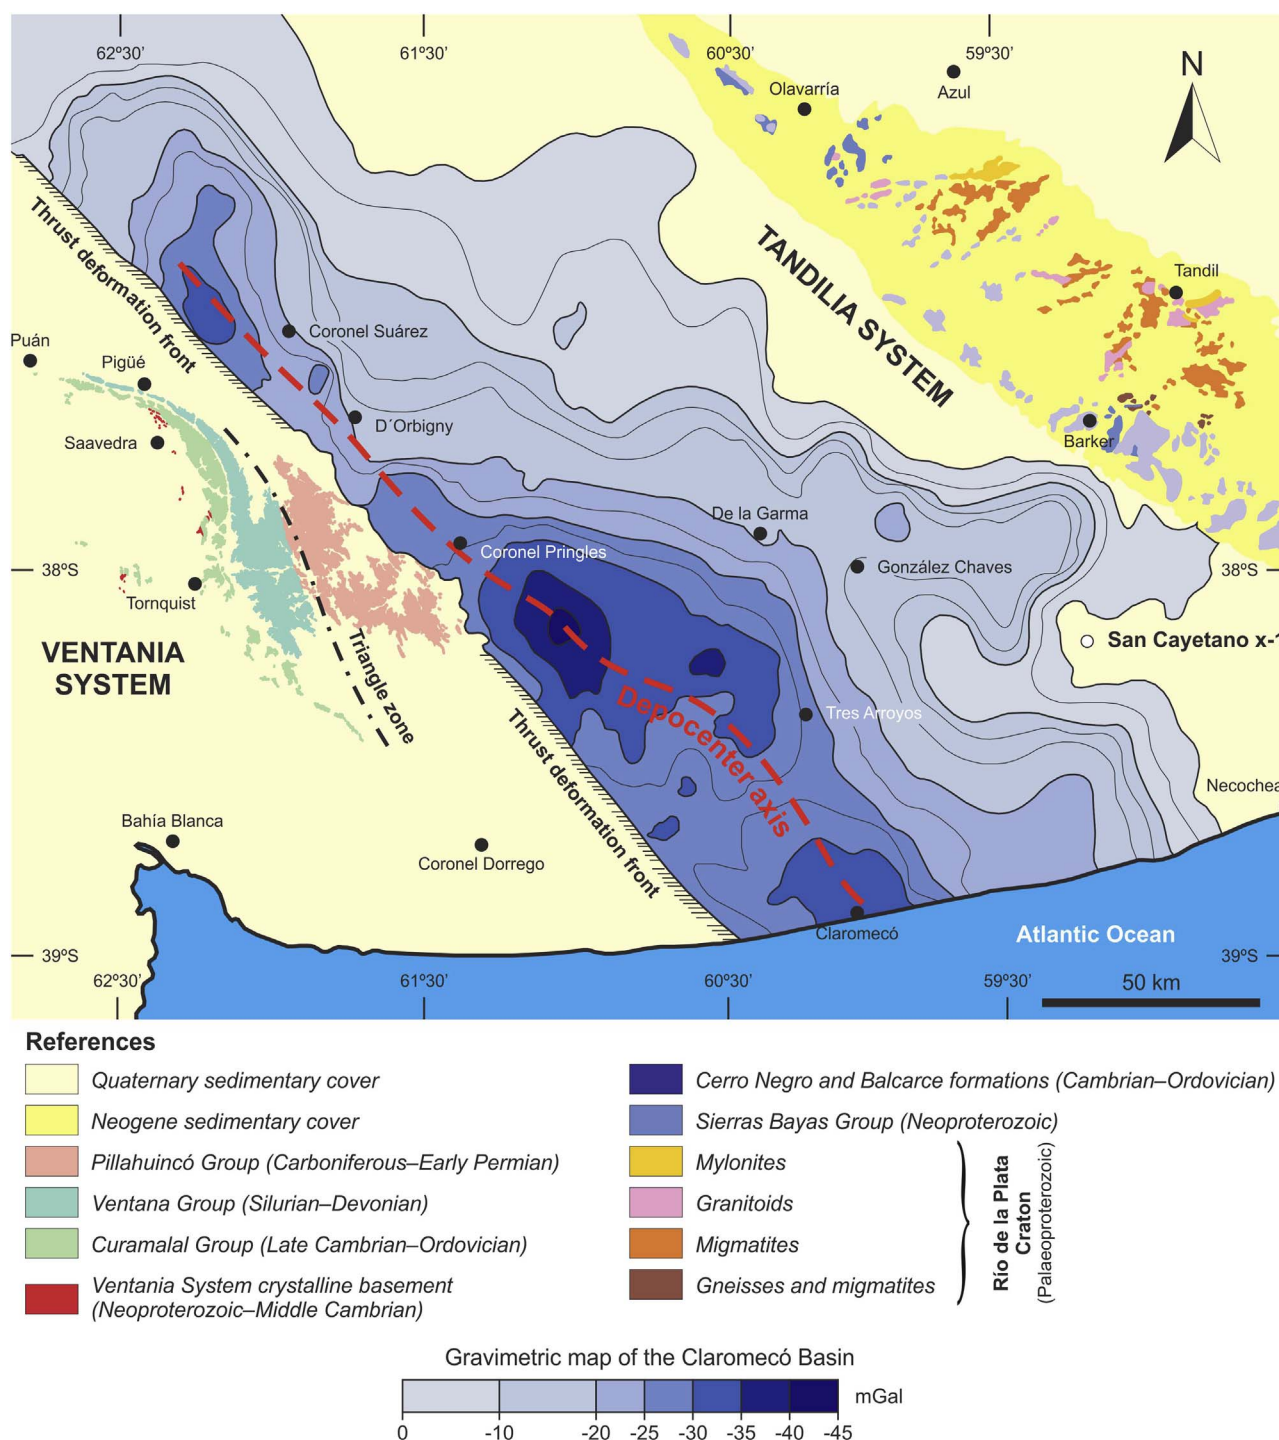 62º30'
61º30'
60º30'
59º30'
N
Olavarría
Azul
Thrust deformation front
TANDILIA SYSTEM
Tandil
Puán
Pigüé
Coronel Suárez
D´Orbigny
Saavedra
Barker
De la Garma
Coronel Pringles
González Chaves
38ºS
38ºS
Tornquist
VENTANIA
SYSTEM
Triangle zone
San Cayetano x-1
Depocenter axis
Tres Arroyos
Thrust deformation front
Necochea
Bahía Blanca
Coronel Dorrego
Claromecó
Atlantic Ocean
39ºS
39ºS
62º30'
61º30'
60º30'
59º30'
50 km
References
Quaternary sedimentary cover
Neogene sedimentary cover
Pillahuincó Group (Carboniferous–Early Permian)
Ventana Group (Silurian–Devonian)
Curamalal Group (Late Cambrian–Ordovician)
Ventania System crystalline basement
(Neoproterozoic–Middle Cambrian)
Cerro Negro and Balcarce formations (Cambrian–Ordovician)
Sierras Bayas Group (Neoproterozoic)
Mylonites
Granitoids
Migmatites
Gneisses and migmatites
Río de la Plata
Craton
(Palaeoproterozoic)
Gravimetric map of the Claromecó Basin
mGal
0 -10 -20 -25 -30 -35 -40 -45